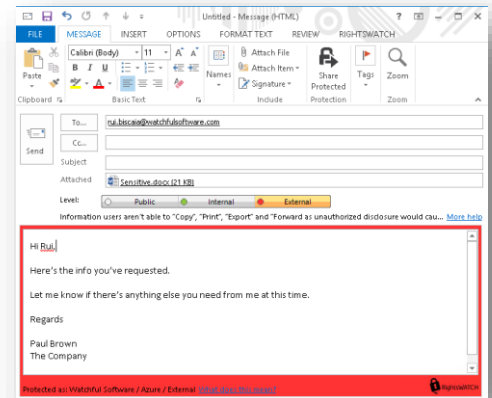 Untitled - Message (HTML)
FILE MESSAGE INSERT OPTIONS FORMAT TEXT REVIEW RIGHTSWATCH
Paste
Clipboard
Calibri (Body) 11 A A
B I U
A
Basic Text
Names
Attach File
Attach Item
Signature
Include
Share Protected
Protection
Tags
Zoom
Zoom
Send
To... rui.biscaia@watchfulsoftware.com
Cc...
Subject
Attached Sensitive.docx (21 KB)
Level: Public Internal External
Information users aren't able to "Copy", "Print", "Export" and "Forward as unauthorized disclosure would cau... More help
Hi Rui,
Here's the info you've requested.
Let me know if there's anything else you need from me at this time.
Regards
Paul Brown
The Company
Protected as: Watchful Software / Azure / External What does this mean?
RIGHTSWATCH